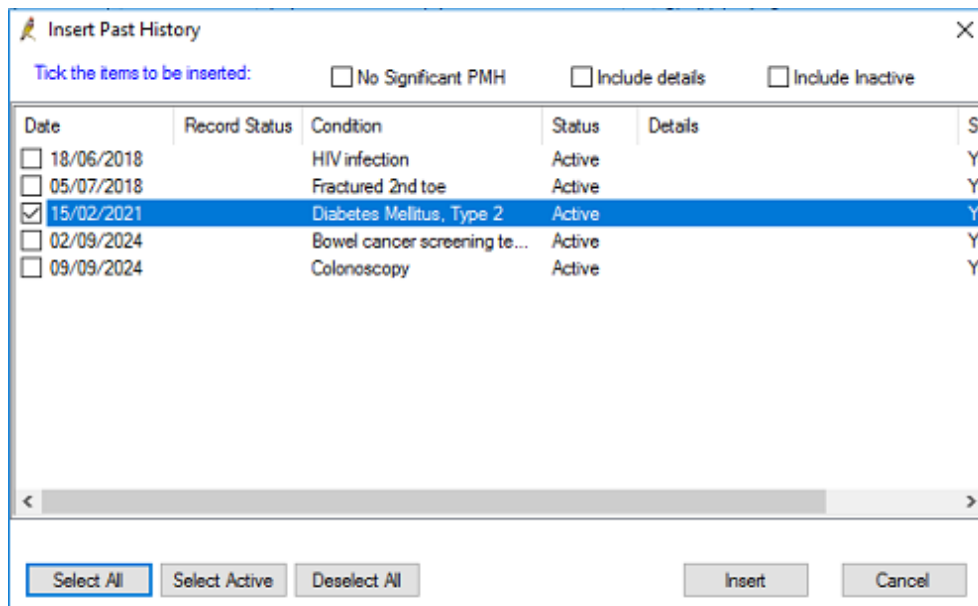 Insert Past History
Tick the items to be inserted: No Significant PMH Include details Include Inactive
Date Record Status Condition Status Details S
18/06/2018 HIV infection Active Y
05/07/2018 Fractured 2nd toe Active Y
15/02/2021 Diabetes Mellitus, Type 2 Active Y
02/09/2024 Bowel cancer screening te... Active Y
09/09/2024 Colonoscopy Active Y
Select All Select Active Deselect All Insert Cancel